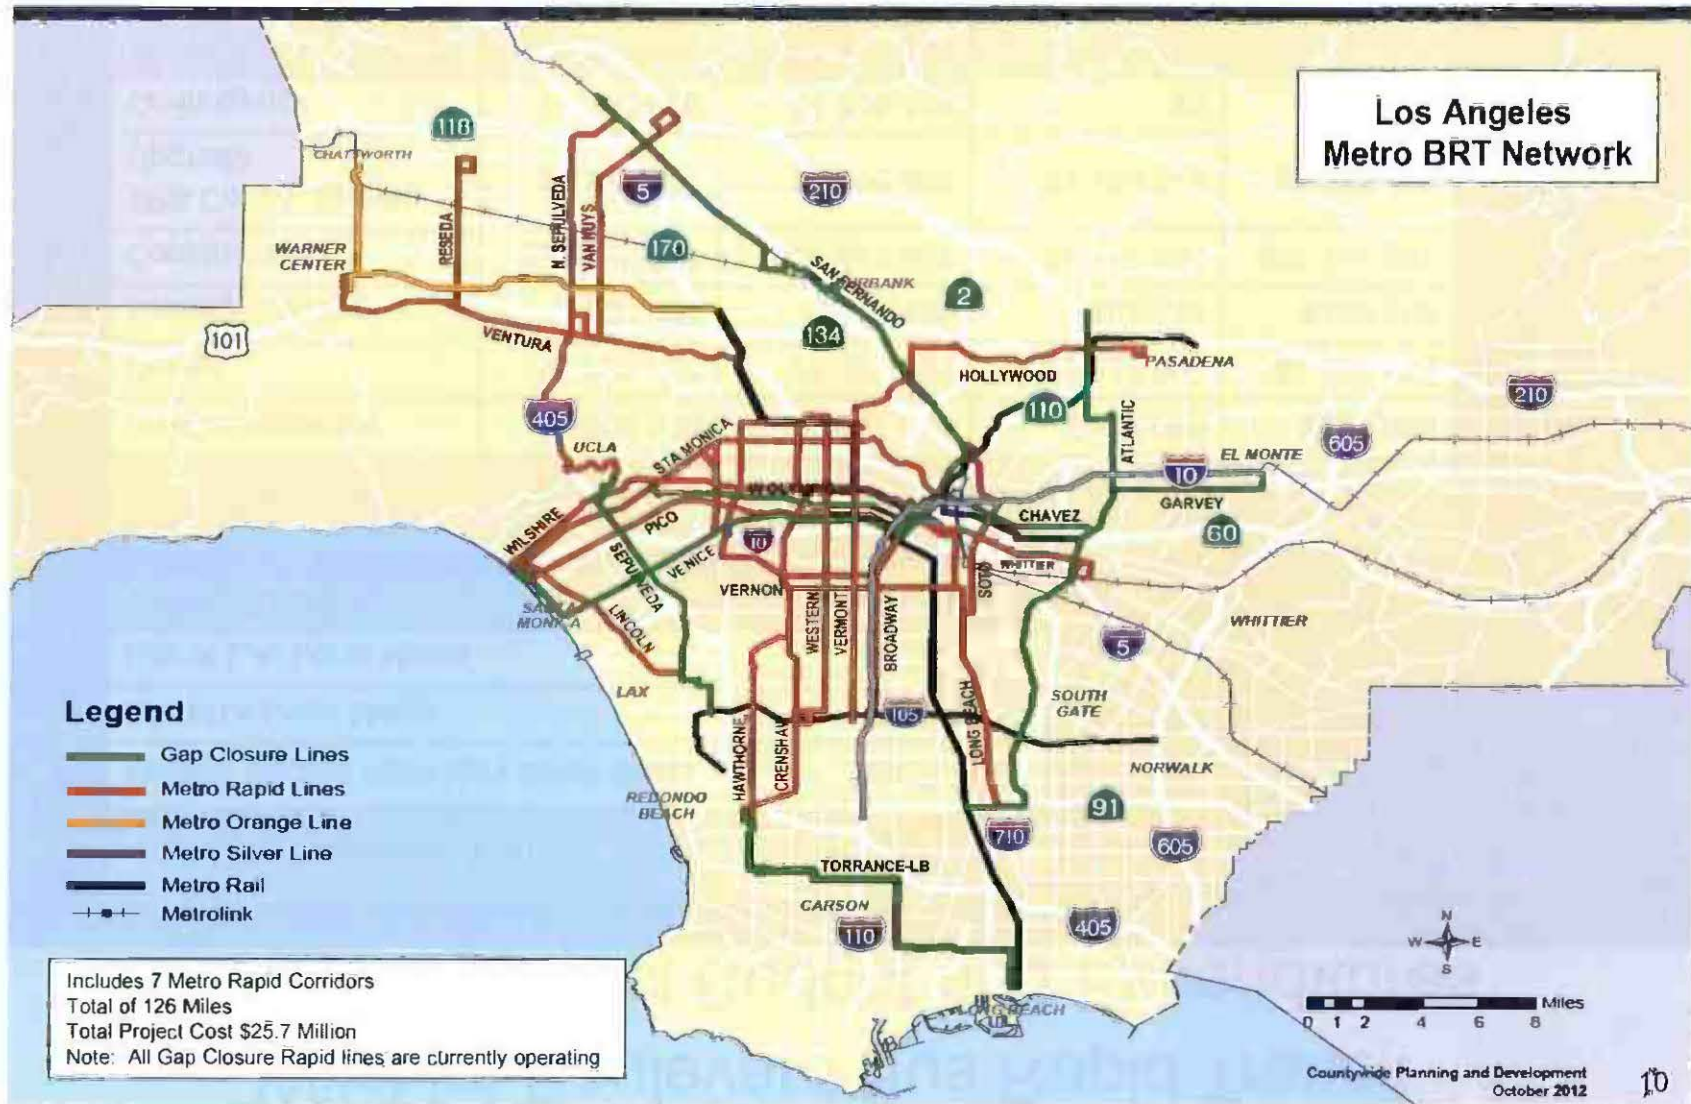 Los Angeles
Metro BRT Network
118
CHATSWORTH
5
210
RESEDA
N. SEPULVEDA
VAN NUYS
WARNER
CENTER
170
SAN FERNANDO
BURBANK
2
101
VENTURA
134
HOLLYWOOD
PASADENA
110
210
405
UCLA
STA MONICA
ATLANTIC
605
EL MONTE
10
GARVEY
W OLYMPIC
WILSHIRE
PICO
CHAVEZ
60
SEPULVEDA
VENICE
10
WHITTIER
VERNON
SOTO
SANTA
MONICA
LINCOLN
WESTERN
VERMONT
BROADWAY
WHITTIER
5
LAX
SOUTH
GATE
105
LONG BEACH
HAWTHORNE
CRENSHAW
NORWALK
REDONDO
BEACH
91
710
605
TORRANCE-LB
CARSON
110
405
LONG BEACH
Legend
Gap Closure Lines
Metro Rapid Lines
Metro Orange Line
Metro Silver Line
Metro Rail
Metrolink
Includes 7 Metro Rapid Corridors
Total of 126 Miles
Total Project Cost $25.7 Million
Note: All Gap Closure Rapid lines are currently operating
N
W E
S
Miles
0 1 2 4 6 8
Countywide Planning and Development
October 2012
10